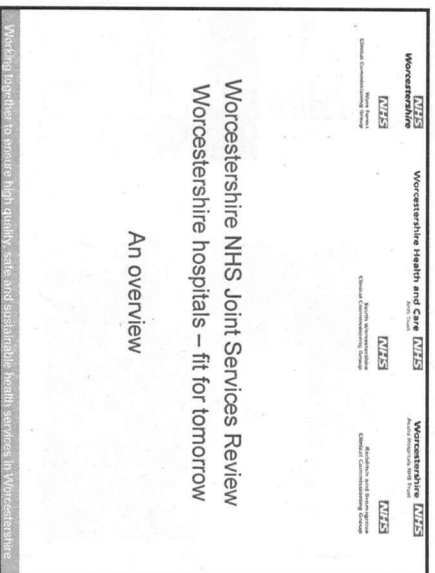 NHS
Worcestershire
Worcestershire Health and Care NHS
NHS Trust
Worcestershire NHS
Acute Hospitals NHS Trust
NHS
Wyre Forest
Clinical Commissioning Group
NHS
South Worcestershire
Clinical Commissioning Group
NHS
Redditch and Bromsgrove
Clinical Commissioning Group
Worcestershire NHS Joint Services Review
Worcestershire hospitals – fit for tomorrow
An overview
Working together to ensure high quality, safe and sustainable health services in Worcestershire